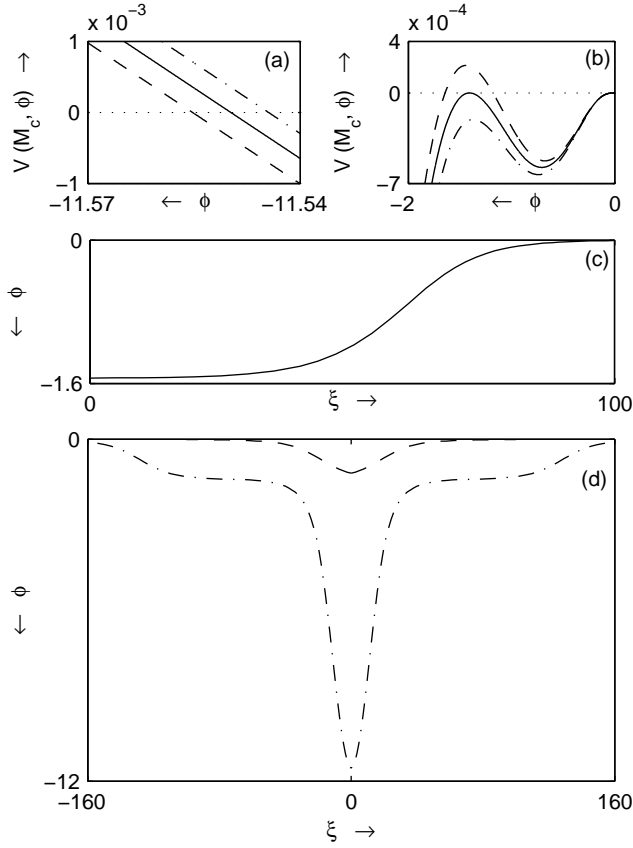 x 10⁻³
x 10⁻⁴
1
(a)
0
−1
−11.57
← ϕ
−11.54
V (M_c, ϕ) →
4
(b)
0
−7
−2
← ϕ
0
V (M_c, ϕ) →
0
(c)
← ϕ
−1.6
0
ξ →
100
0
(d)
← ϕ
−12
−160
0
160
ξ →